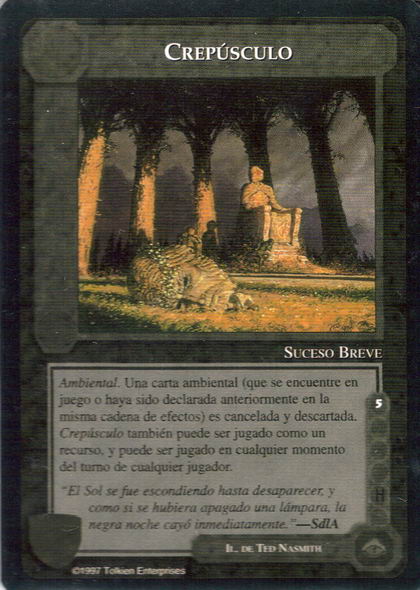 CREPÚSCULO
SUCESO BREVE
Ambiental. Una carta ambiental (que se encuentre en
juego o haya sido declarada anteriormente en la
misma cadena de efectos) es cancelada y descartada.
Crepúsculo también puede ser jugado como un
recurso, y puede ser jugado en cualquier momento
del turno de cualquier jugador.
5
"El Sol se fue escondiendo hasta desaparecer, y
como si se hubiera apagado una lámpara, la
negra noche cayó inmediatamente."—SdlA
IL. DE TED NASMITH
©1997 Tolkien Enterprises